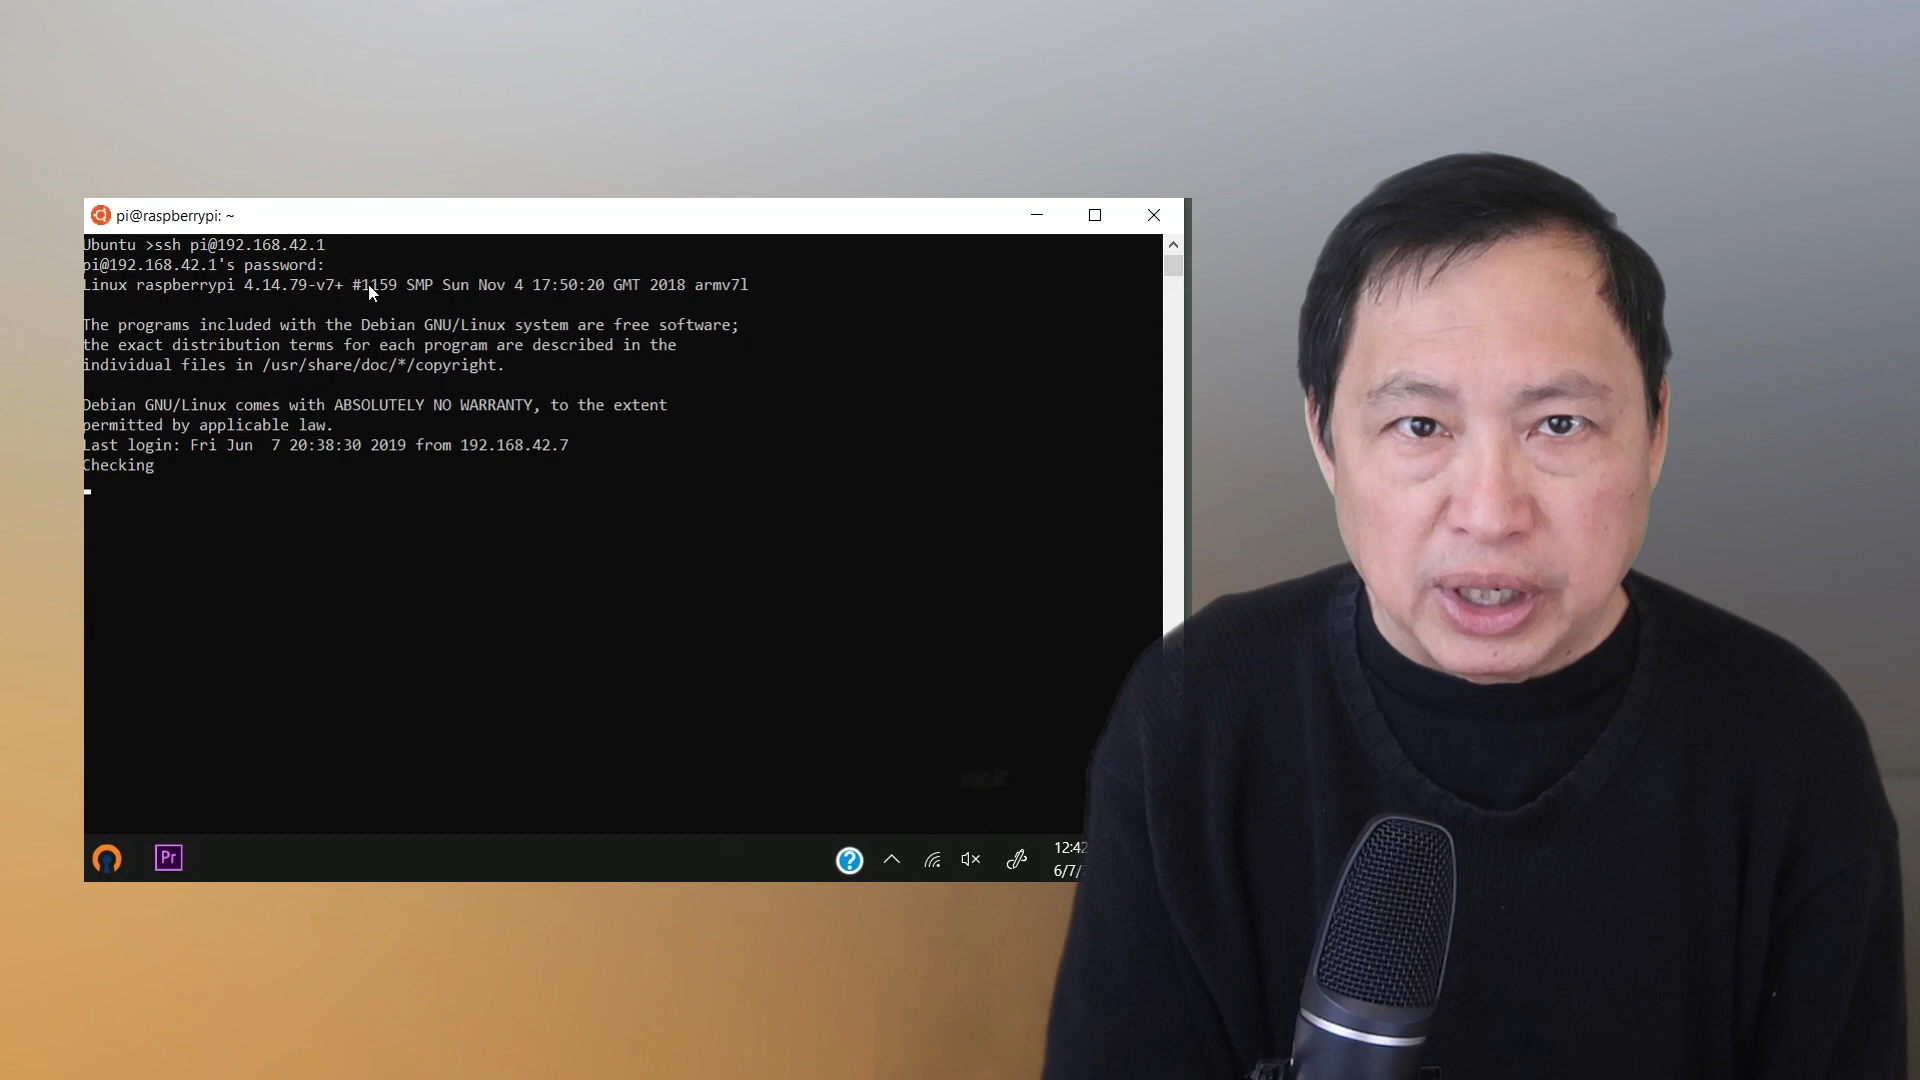 pi@raspberrypi: ~
Ubuntu >ssh pi@192.168.42.1
pi@192.168.42.1's password:
Linux raspberrypi 4.14.79-v7+ #1159 SMP Sun Nov 4 17:50:20 GMT 2018 armv7l
The programs included with the Debian GNU/Linux system are free software;
the exact distribution terms for each program are described in the
individual files in /usr/share/doc/*/copyright.
Debian GNU/Linux comes with ABSOLUTELY NO WARRANTY, to the extent
permitted by applicable law.
Last login: Fri Jun  7 20:38:30 2019 from 192.168.42.7
Checking
Pr
?
12:42
6/7/